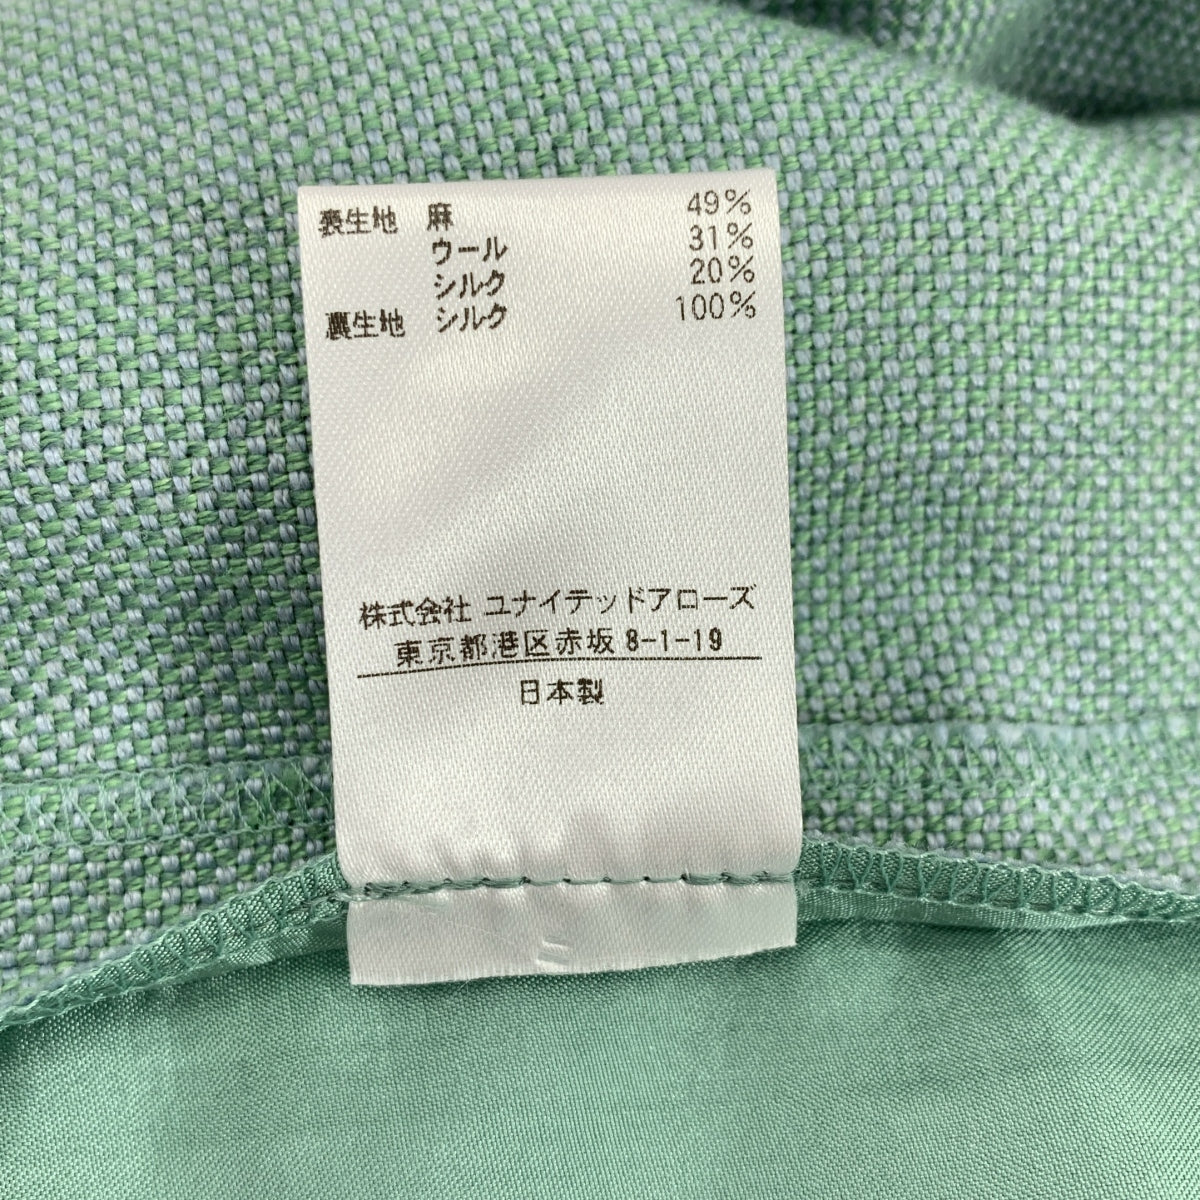 表生地 麻 49%
ウール 31%
シルク 20%
裏生地 シルク 100%
株式会社 ユナイテッドアローズ
東京都港区赤坂 8-1-19
日本製